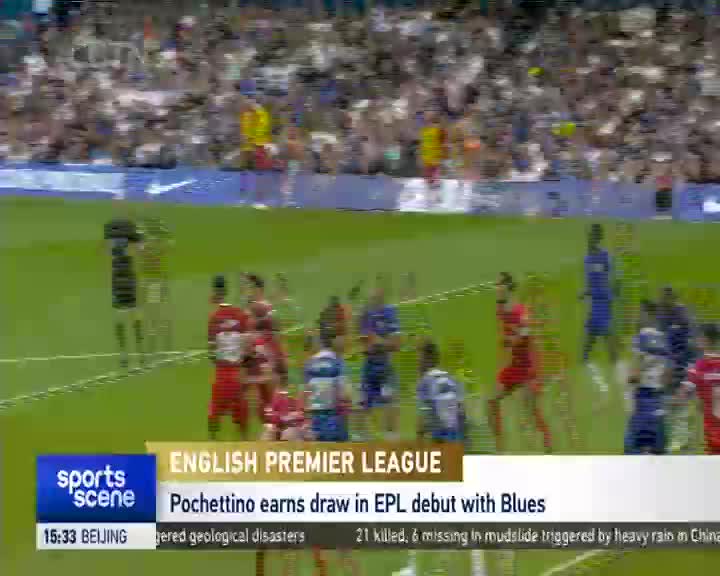 CGTN
ENGLISH PREMIER LEAGUE
sports scene
Pochettino earns draw in EPL debut with Blues
15:33 BEIJING
gered geological disasters 21 killed, 6 missing in mudslide triggered by heavy rain in China